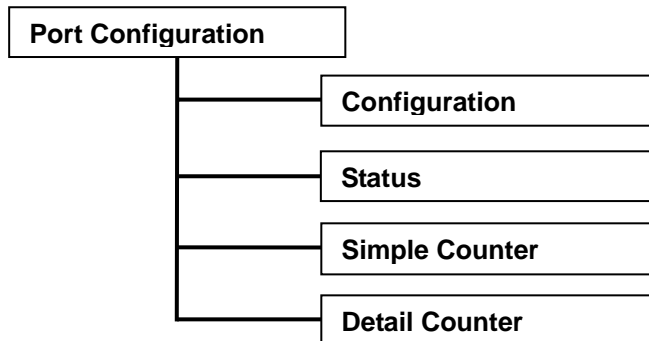 Port Configuration
Configuration
Status
Simple Counter
Detail Counter